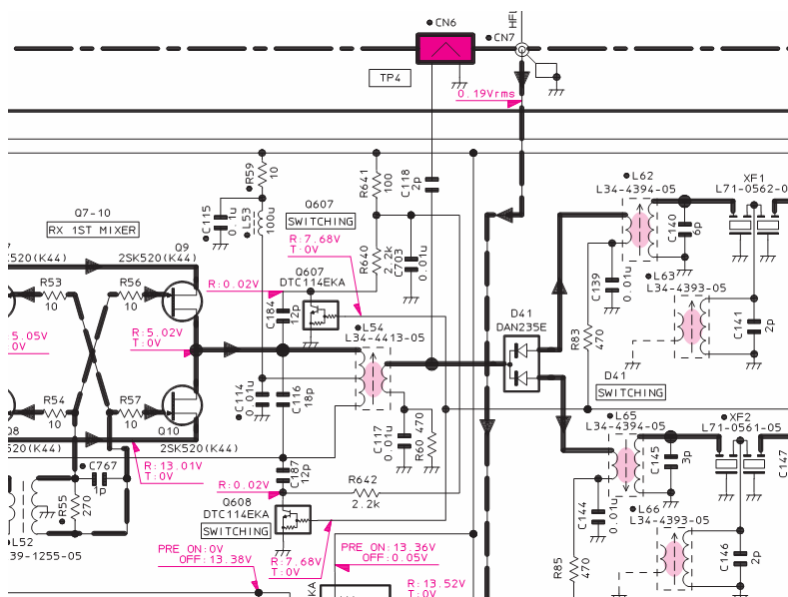 CN6
CN7
HF
TP4
0.19Vrms
R59
10
R641
100
C118
2p
L62
L34-4394-05
XF1
L71-0562-0
Q7-10
RX 1ST MIXER
C115
0.1u
L53
100u
Q607
SWITCHING
R:7.68V
T:0V
R640
2.2k
C703
0.01u
C140
6p
Q9
520(K44)
2SK520(K44)
R:0.02V
Q607
DTC114EKA
C139
0.01u
L63
L34-4393-05
R53
10
R56
10
C184
12p
D41
DAN235E
C141
2p
5.05V
0V
R:5.02V
T:0V
L54
L34-4413-05
R83
470
R54
10
R57
10
C114
0.01u
C116
18p
D41
SWITCHING
Q8
Q10
C117
0.01u
R60
470
L65
L34-4394-05
XF2
L71-0561-05
520(K44)
2SK520(K44)
C767
1p
R:13.01V
T:0V
C187
12p
C145
3p
C147
R55
270
R:0.02V
R642
2.2k
Q608
DTC114EKA
SWITCHING
C144
0.01u
L66
L34-4393-05
L52
39-1255-05
PRE ON:0V
OFF:13.38V
R:7.68V
T:0V
PRE ON:13.36V
OFF:0.05V
R85
470
C146
2p
R:13.52V
T:0V
KA